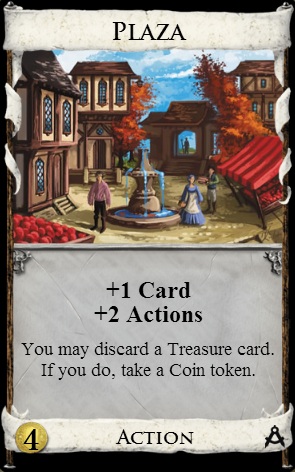 PLAZA
+1 Card
+2 Actions
You may discard a Treasure card.
If you do, take a Coin token.
4
ACTION